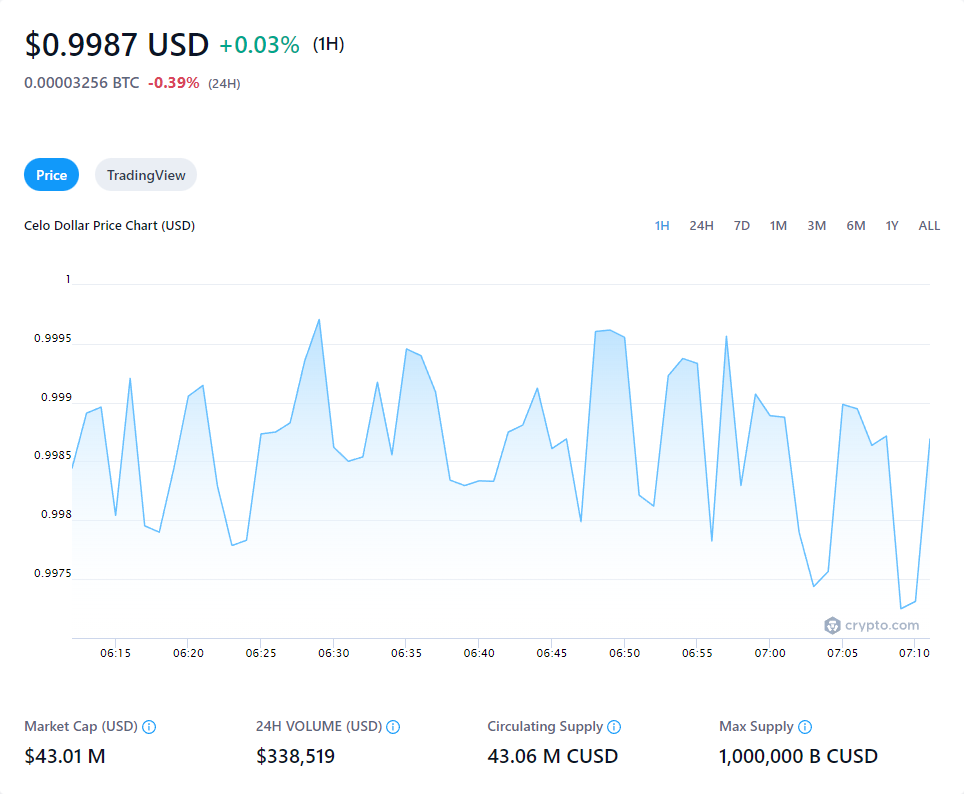 $0.9987 USD +0.03% (1H)
0.00003256 BTC -0.39% (24H)
Price TradingView
Celo Dollar Price Chart (USD) 1H 24H 7D 1M 3M 6M 1Y ALL
1
0.9995
0.999
0.9985
0.998
0.9975
crypto.com
06:15 06:20 06:25 06:30 06:35 06:40 06:45 06:50 06:55 07:00 07:05 07:10
Market Cap (USD) 24H VOLUME (USD) Circulating Supply Max Supply
$43.01 M $338,519 43.06 M CUSD 1,000,000 B CUSD